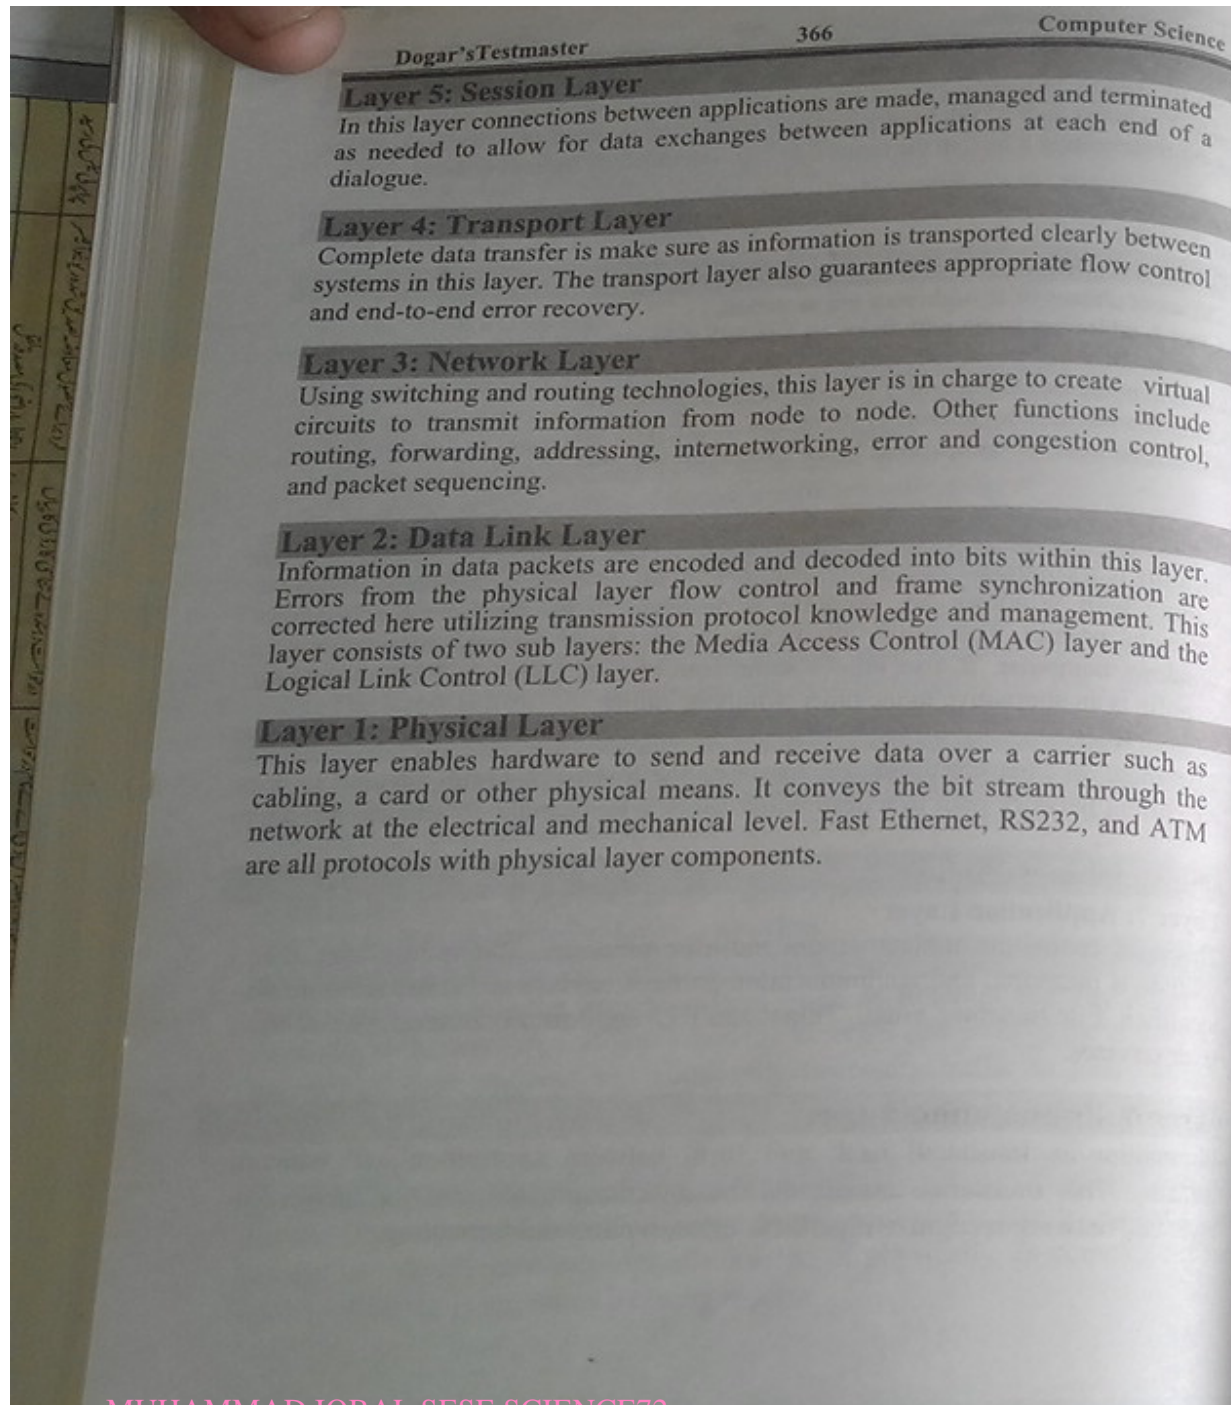 Dogar'sTestmaster 366 Computer Science
Layer 5: Session Layer
In this layer connections between applications are made, managed and terminated
as needed to allow for data exchanges between applications at each end of a
dialogue.
Layer 4: Transport Layer
Complete data transfer is make sure as information is transported clearly between
systems in this layer. The transport layer also guarantees appropriate flow control
and end-to-end error recovery.
Layer 3: Network Layer
Using switching and routing technologies, this layer is in charge to create virtual
circuits to transmit information from node to node. Other functions include
routing, forwarding, addressing, internetworking, error and congestion control,
and packet sequencing.
Layer 2: Data Link Layer
Information in data packets are encoded and decoded into bits within this layer.
Errors from the physical layer flow control and frame synchronization are
corrected here utilizing transmission protocol knowledge and management. This
layer consists of two sub layers: the Media Access Control (MAC) layer and the
Logical Link Control (LLC) layer.
Layer 1: Physical Layer
This layer enables hardware to send and receive data over a carrier such as
cabling, a card or other physical means. It conveys the bit stream through the
network at the electrical and mechanical level. Fast Ethernet, RS232, and ATM
are all protocols with physical layer components.
MUHAMMAD IQBAL SESE SCIENCE72